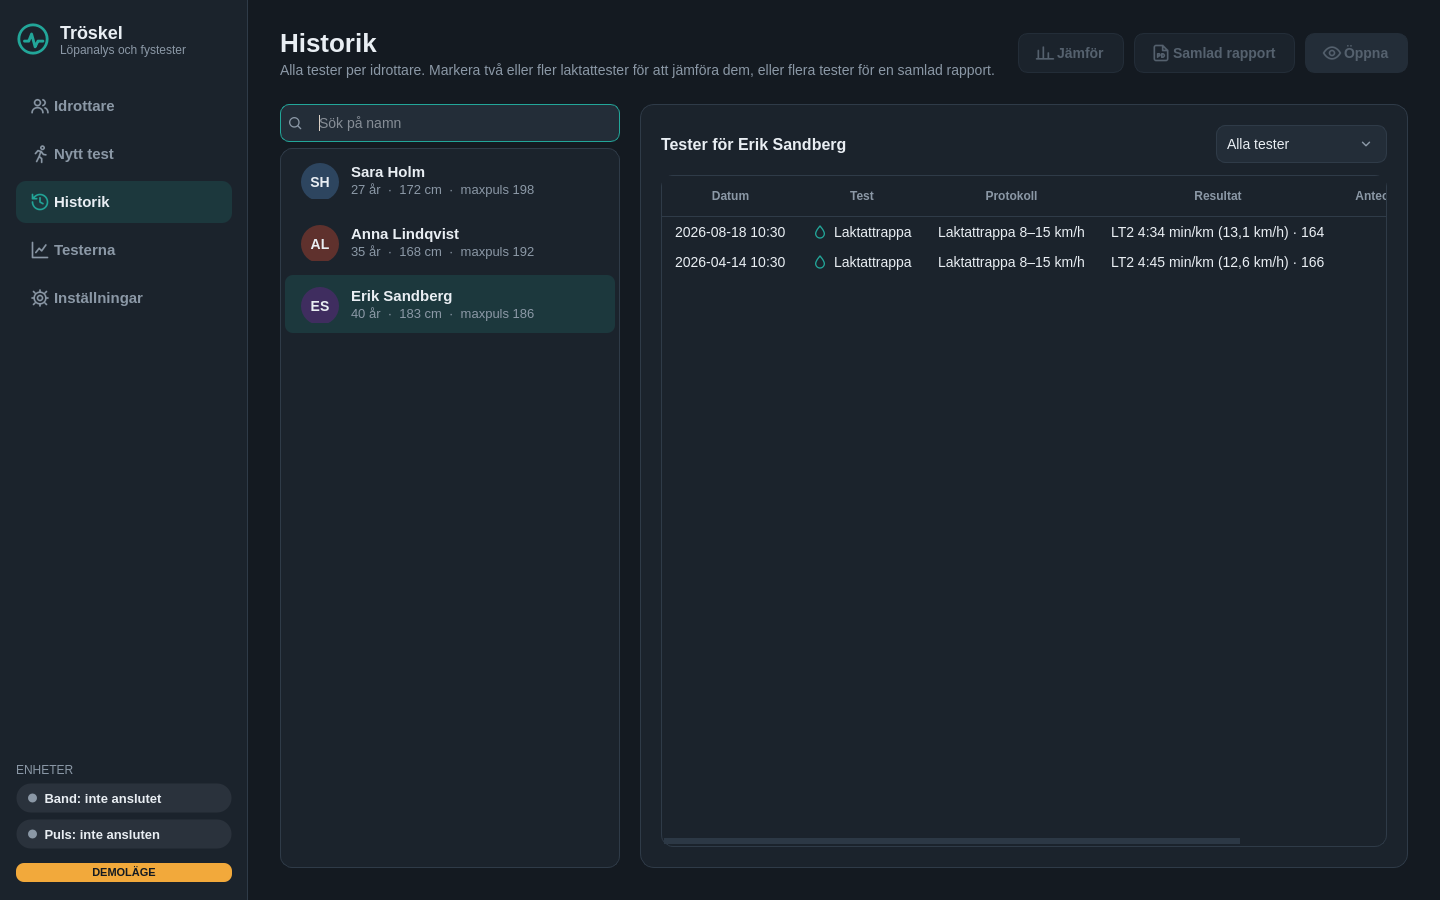 Tröskel
Löpanalys och fystester
Idrottare
Nytt test
Historik
Testerna
Inställningar
ENHETER
Band: inte anslutet
Puls: inte ansluten
DEMOLÄGE
Historik
Alla tester per idrottare. Markera två eller fler laktattester för att jämföra dem, eller flera tester för en samlad rapport.
Jämför
Samlad rapport
Öppna
Sök på namn
SH
Sara Holm
27 år · 172 cm · maxpuls 198
AL
Anna Lindqvist
35 år · 168 cm · maxpuls 192
ES
Erik Sandberg
40 år · 183 cm · maxpuls 186
Tester för Erik Sandberg
Alla tester
Datum Test Protokoll Resultat Antec
2026-08-18 10:30 Laktattrappa Laktattrappa 8–15 km/h LT2 4:34 min/km (13,1 km/h) · 164
2026-04-14 10:30 Laktattrappa Laktattrappa 8–15 km/h LT2 4:45 min/km (12,6 km/h) · 166